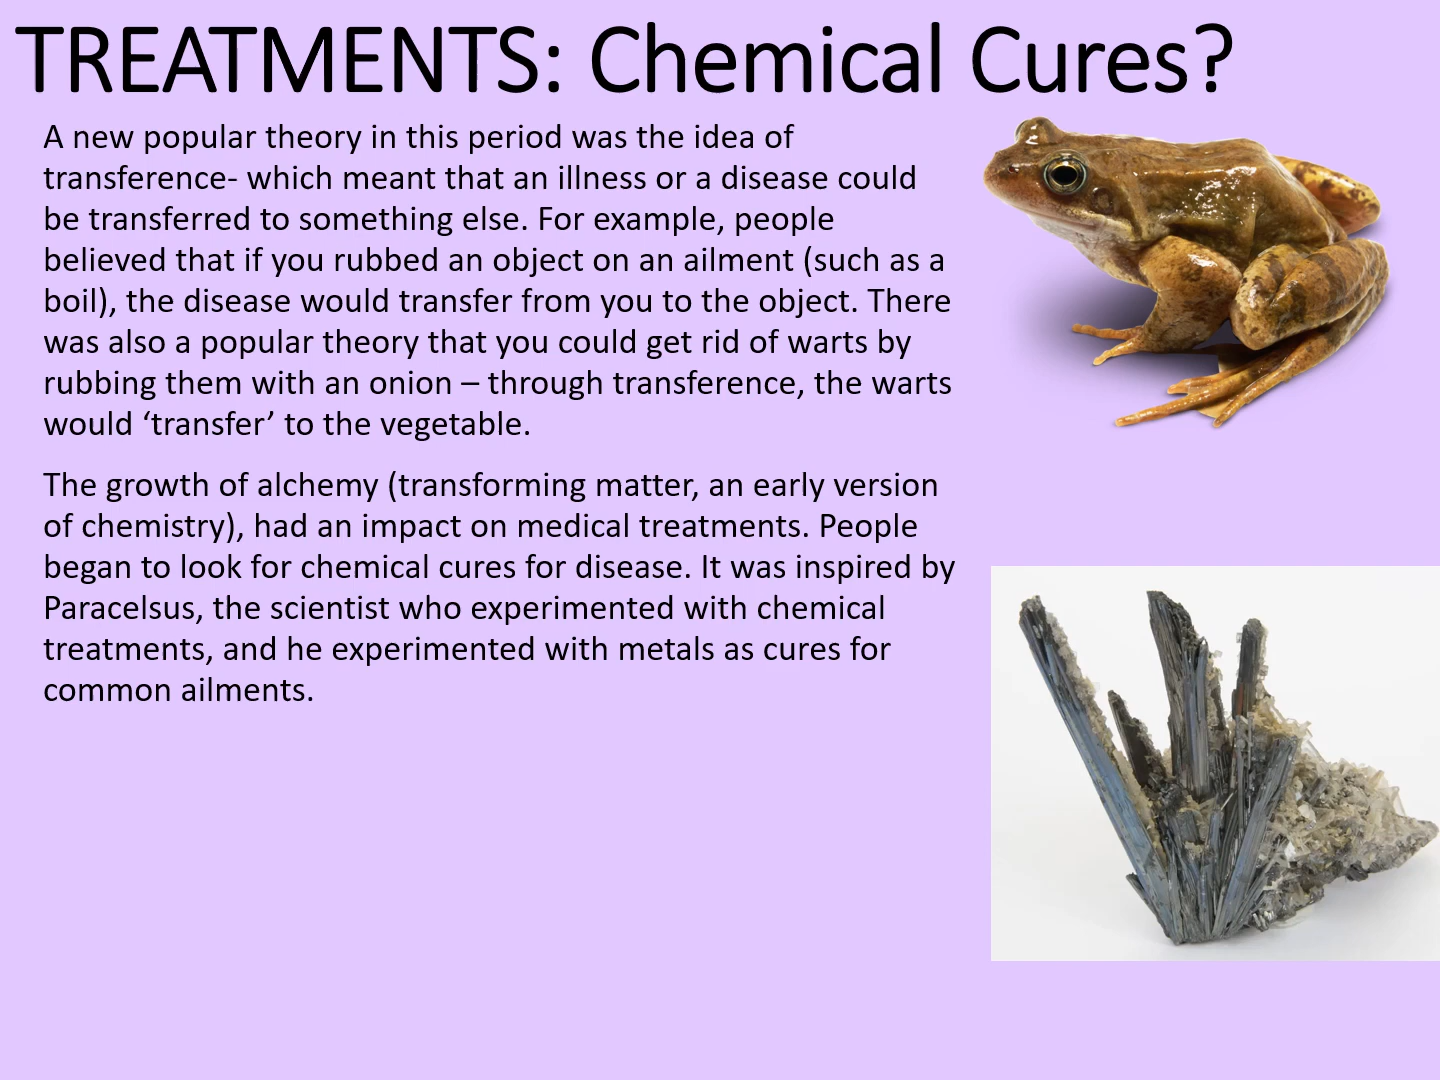 TREATMENTS: Chemical Cures?
A new popular theory in this period was the idea of
transference- which meant that an illness or a disease could
be transferred to something else. For example, people
believed that if you rubbed an object on an ailment (such as a
boil), the disease would transfer from you to the object. There
was also a popular theory that you could get rid of warts by
rubbing them with an onion – through transference, the warts
would ‘transfer’ to the vegetable.
The growth of alchemy (transforming matter, an early version
of chemistry), had an impact on medical treatments. People
began to look for chemical cures for disease. It was inspired by
Paracelsus, the scientist who experimented with chemical
treatments, and he experimented with metals as cures for
common ailments.